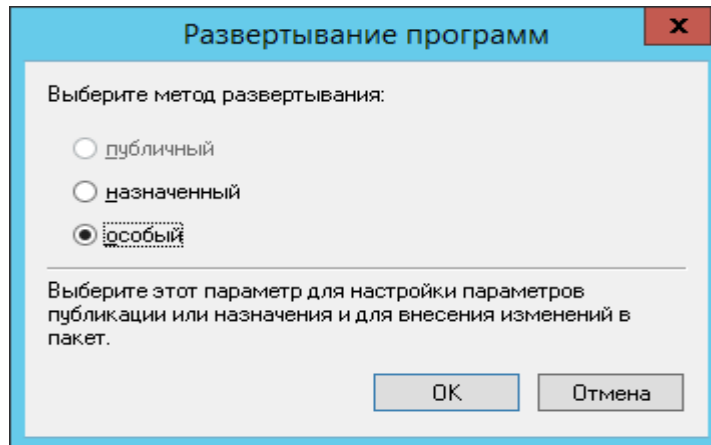 Развертывание программ
x
Выберите метод развертывания:
публичный
назначенный
особый
Выберите этот параметр для настройки параметров
публикации или назначения и для внесения изменений в
пакет.
OK
Отмена